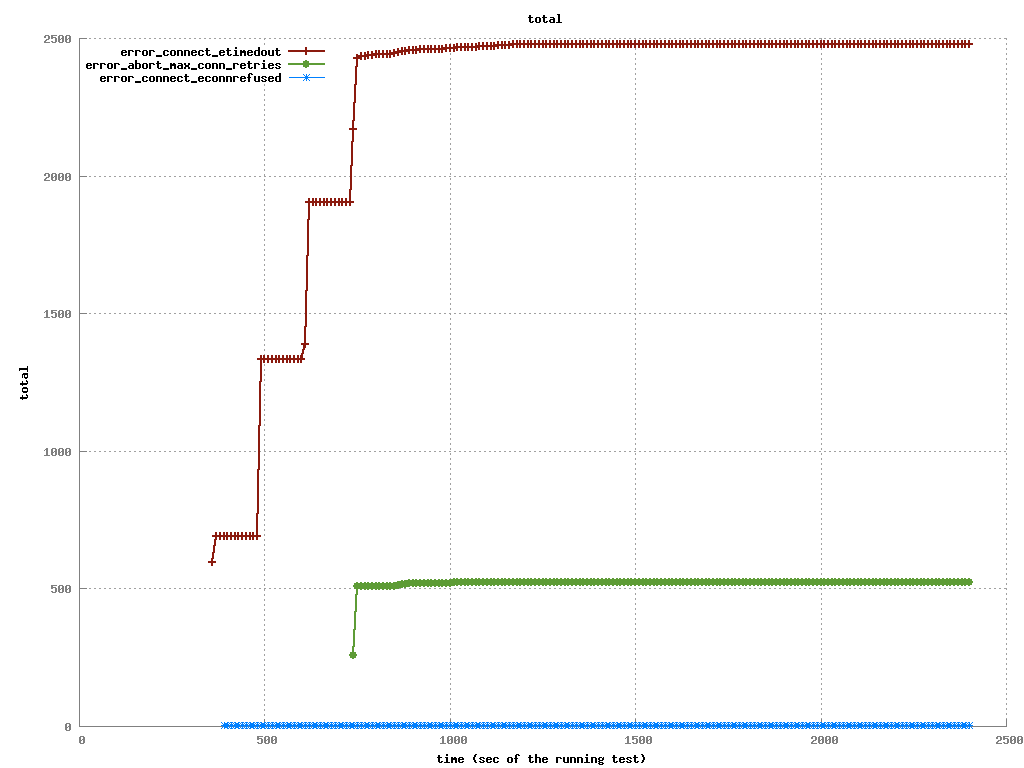 total
2500
error_connect_etimedout
error_abort_max_conn_retries
error_connect_econnrefused
2000
1500
total
1000
500
0
0 500 1000 1500 2000 2500
time (sec of the running test)